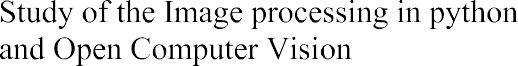 Study of the Image processing in python
and Open Computer Vision